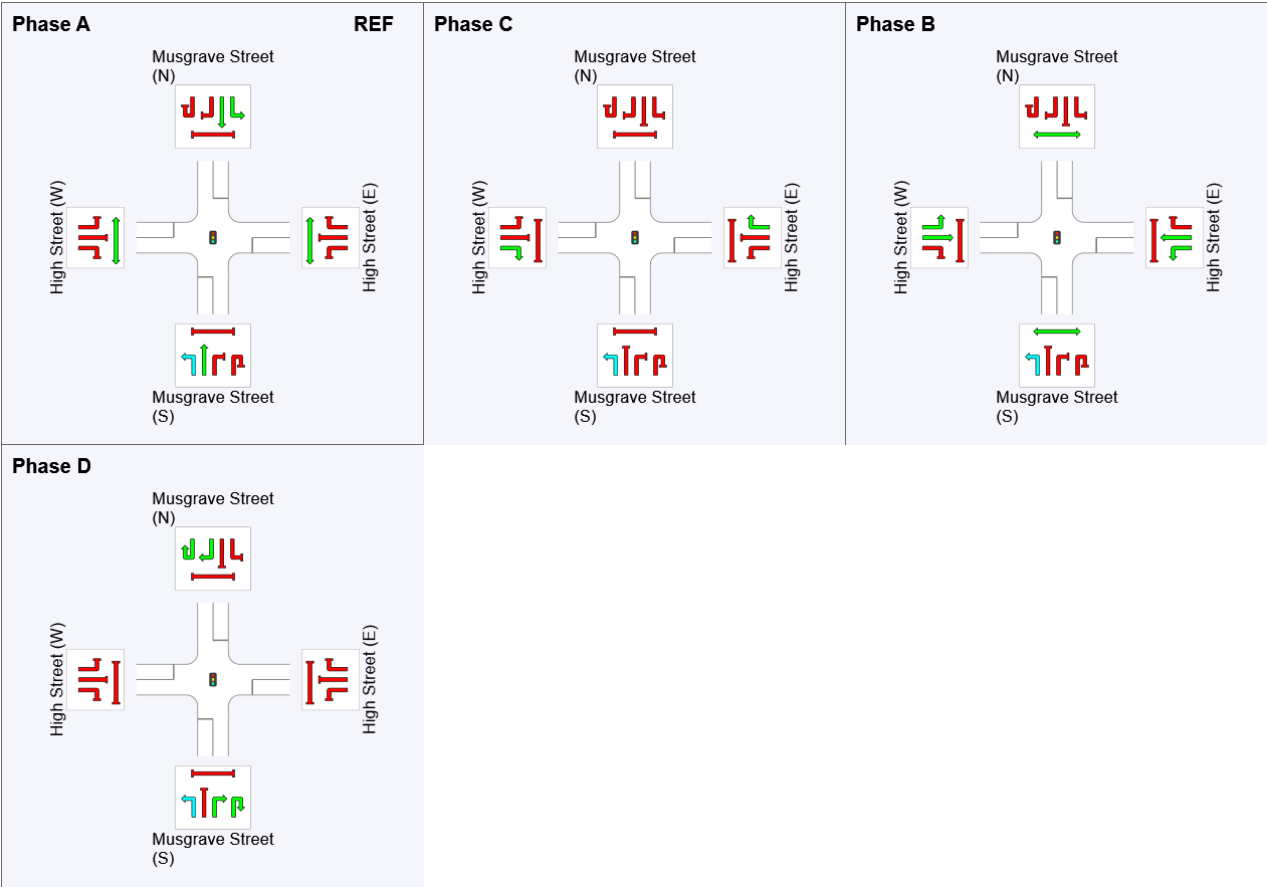 Phase A
REF
Musgrave Street
(N)
High Street (W)
High Street (E)
Musgrave Street
(S)
Phase C
Musgrave Street
(N)
High Street (W)
High Street (E)
Musgrave Street
(S)
Phase B
Musgrave Street
(N)
High Street (W)
High Street (E)
Musgrave Street
(S)
Phase D
Musgrave Street
(N)
High Street (W)
High Street (E)
Musgrave Street
(S)